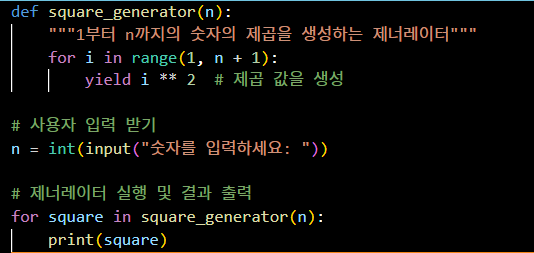 def square_generator(n):
    """1부터 n까지의 숫자의 제곱을 생성하는 제너레이터"""
    for i in range(1, n + 1):
        yield i ** 2  # 제곱 값을 생성

# 사용자 입력 받기
n = int(input("숫자를 입력하세요: "))

# 제너레이터 실행 및 결과 출력
for square in square_generator(n):
    print(square)